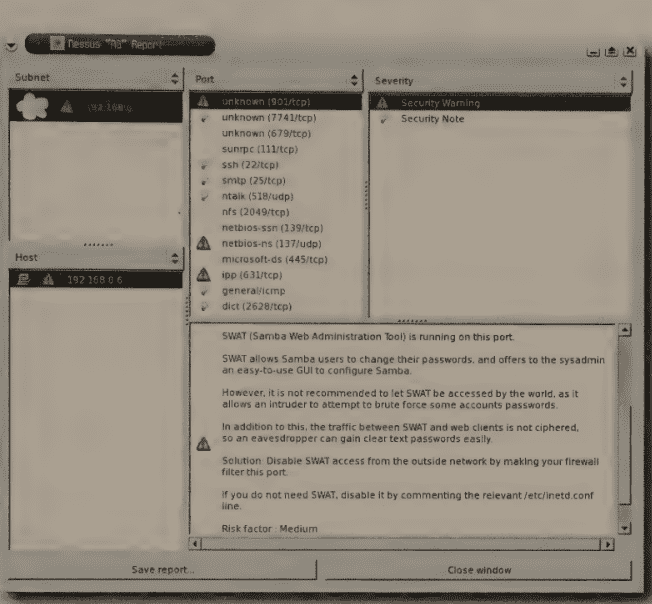 Nessus "NG" Report
Subnet
Port
Severity
192.168.0
unknown (901/tcp)
unknown (7741/tcp)
unknown (679/tcp)
sunrpc (111/tcp)
ssh (22/tcp)
smtp (25/tcp)
ntalk (518/udp)
nfs (2049/tcp)
netbios-ssn (139/tcp)
netbios-ns (137/udp)
microsoft-ds (445/tcp)
ipp (631/tcp)
general/icmp
dict (2628/tcp)
Security Warning
Security Note
Host
192.168.0.6
SWAT (Samba Web Administration Tool) is running on this port.
SWAT allows Samba users to change their passwords, and offers to the sysadmin
an easy-to-use GUI to configure Samba.
However, it is not recommended to let SWAT be accessed by the world, as it
allows an intruder to attempt to brute force some accounts passwords.
In addition to this, the traffic between SWAT and web clients is not ciphered,
so an eavesdropper can gain clear text passwords easily.
Solution: Disable SWAT access from the outside network by making your firewall
filter this port.
If you do not need SWAT, disable it by commenting the relevant /etc/inetd.conf
line.
Risk factor : Medium
Save report...
Close window